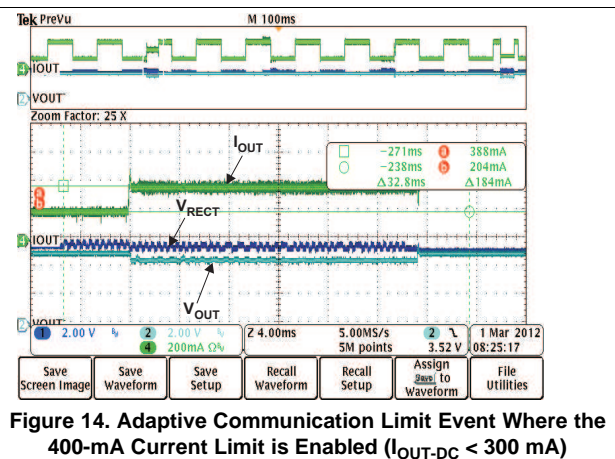 Tek PreVu
M 100ms
4 IOUT
2 VOUT
Zoom Factor: 25 X
IOUT
-271ms a 388mA
-238ms b 204mA
Δ32.8ms Δ184mA
a
b
VRECT
4 IOUT
VOUT
2 VOUT
1 2.00 V 2 2.00 V Z 4.00ms 5.00MS/s 2 1 Mar 2012
4 200mA Ω 5M points 3.52 V 08:25:17
Save Screen Image
Save Waveform
Save Setup
Recall Waveform
Recall Setup
Assign Save to Waveform
File Utilities
Figure 14. Adaptive Communication Limit Event Where the
400-mA Current Limit is Enabled (IOUT-DC < 300 mA)